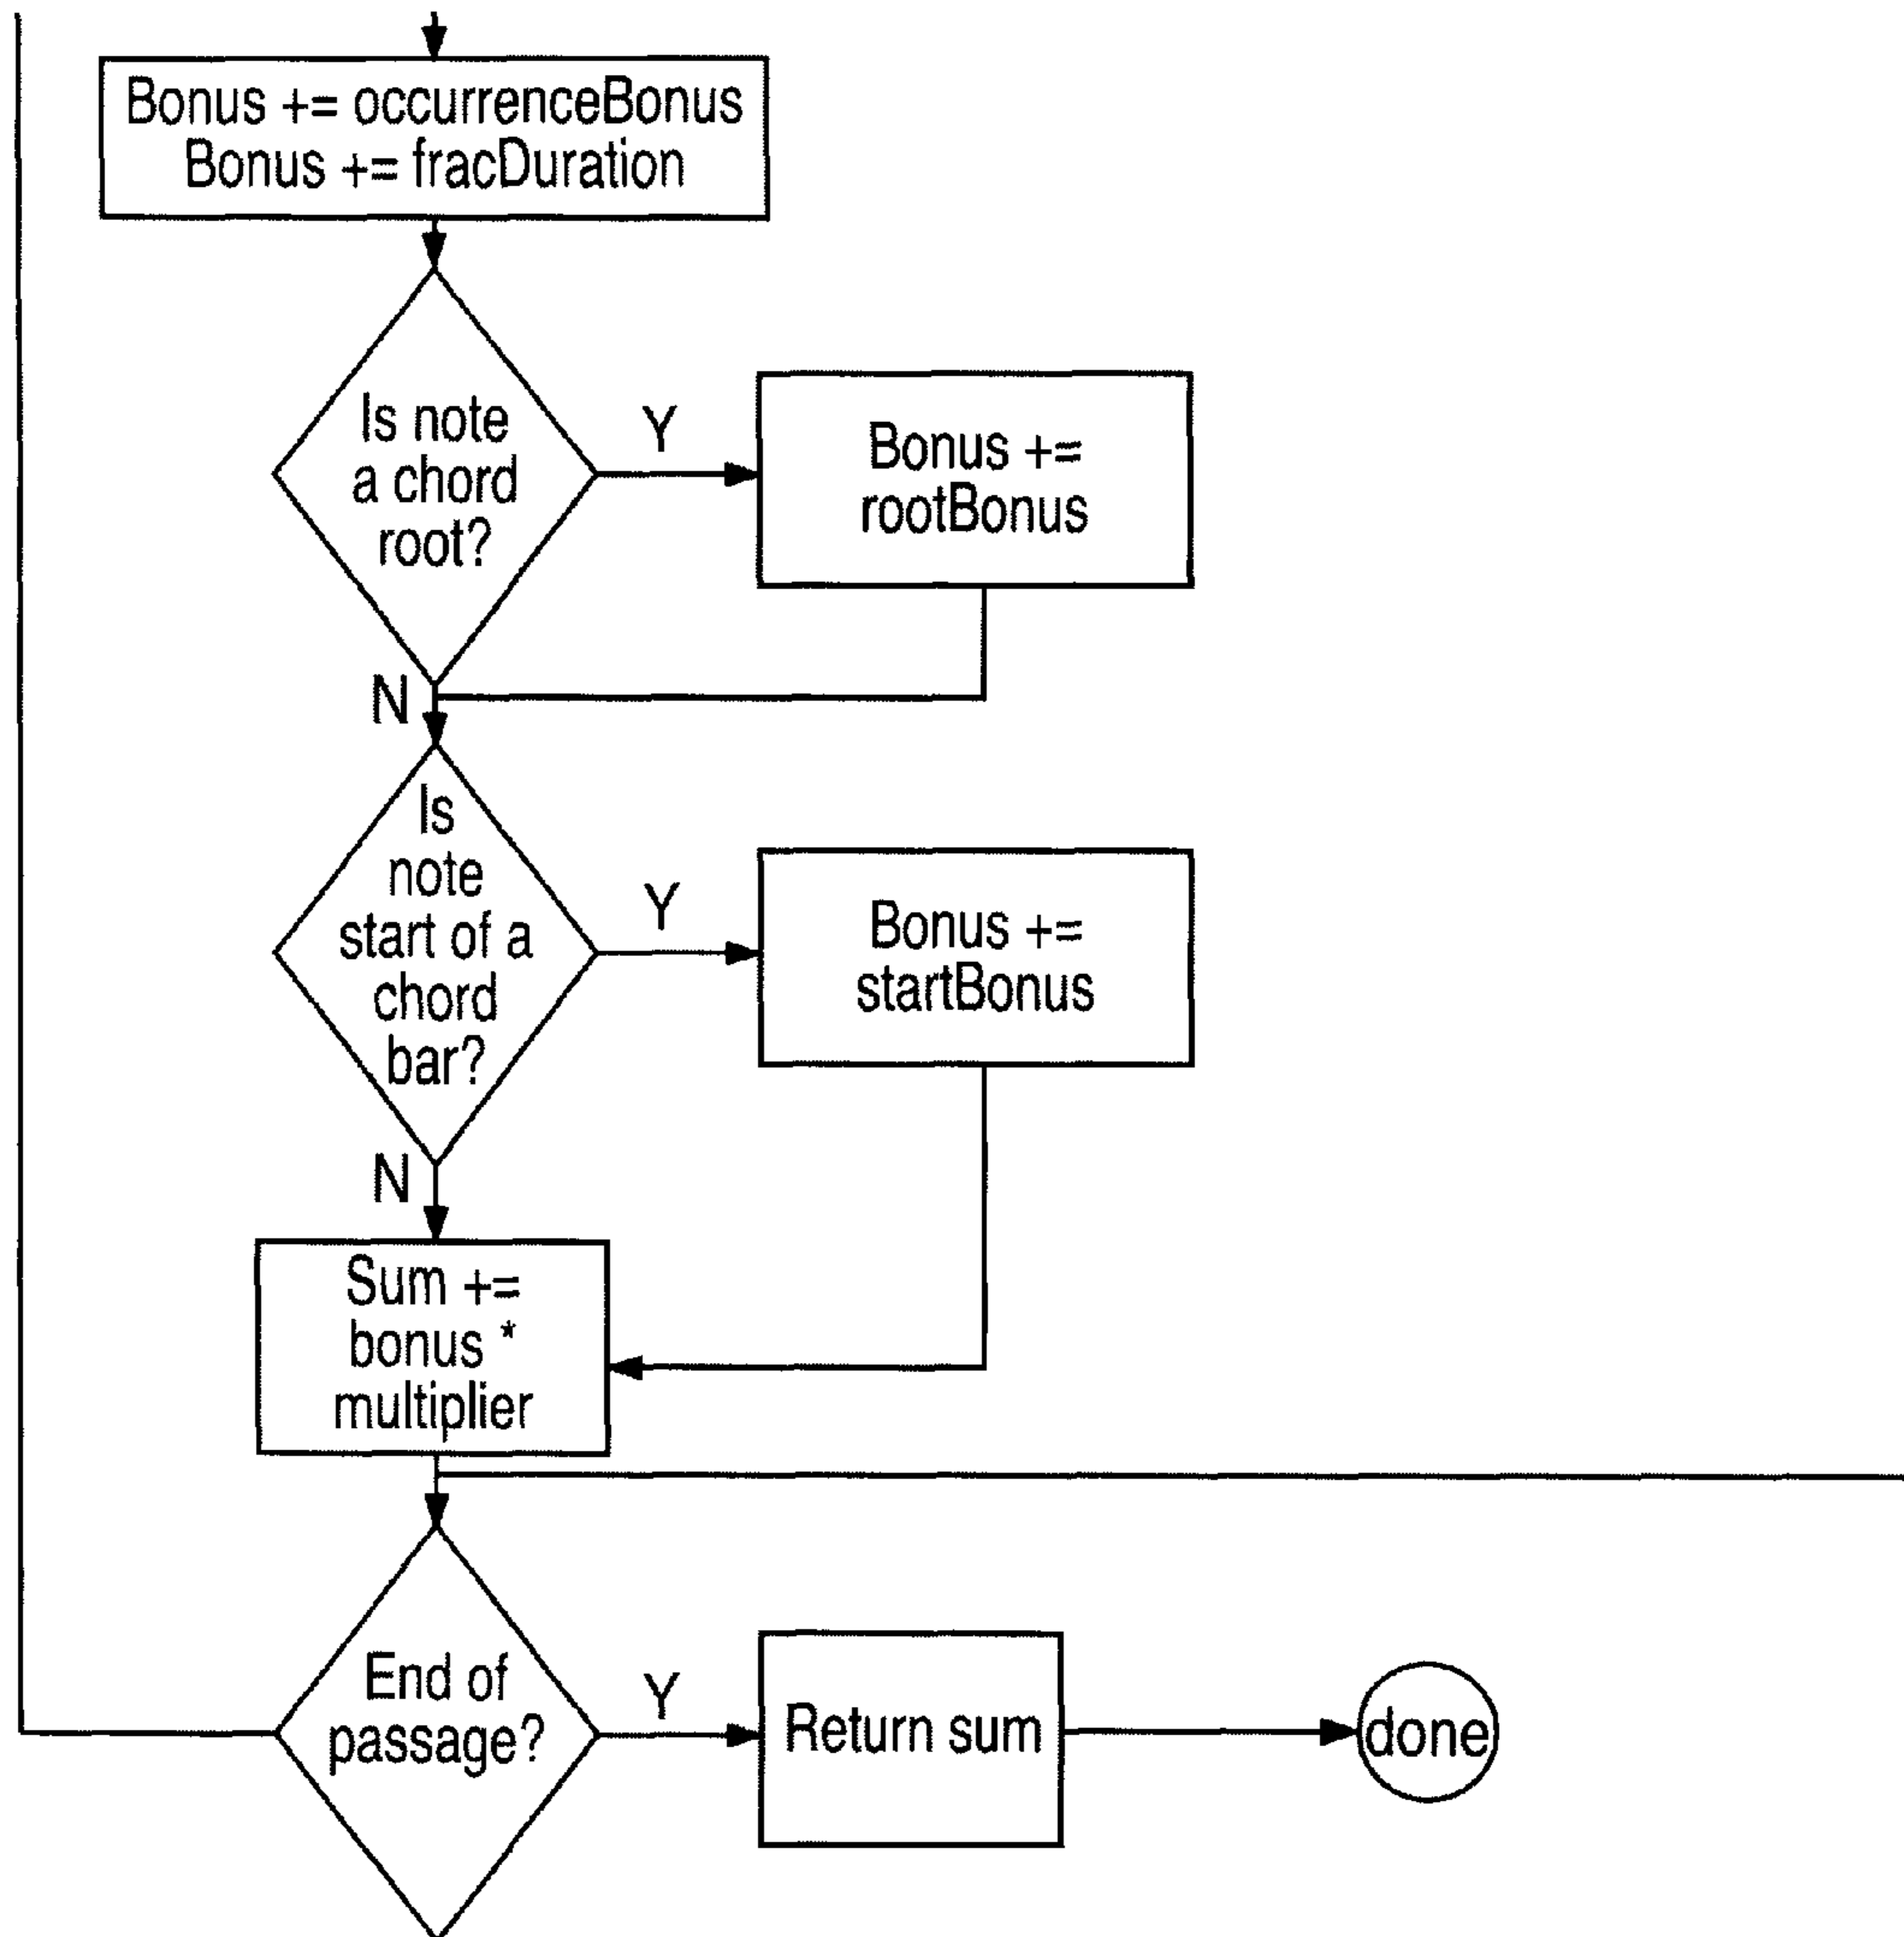 Bonus += occurrenceBonus
Bonus += fracDuration
Is note
a chord
root?
Y
Bonus +=
rootBonus
N
Is
note
start of a
chord
bar?
Y
Bonus +=
startBonus
N
Sum +=
bonus *
multiplier
End of
passage?
Y
Return sum
done